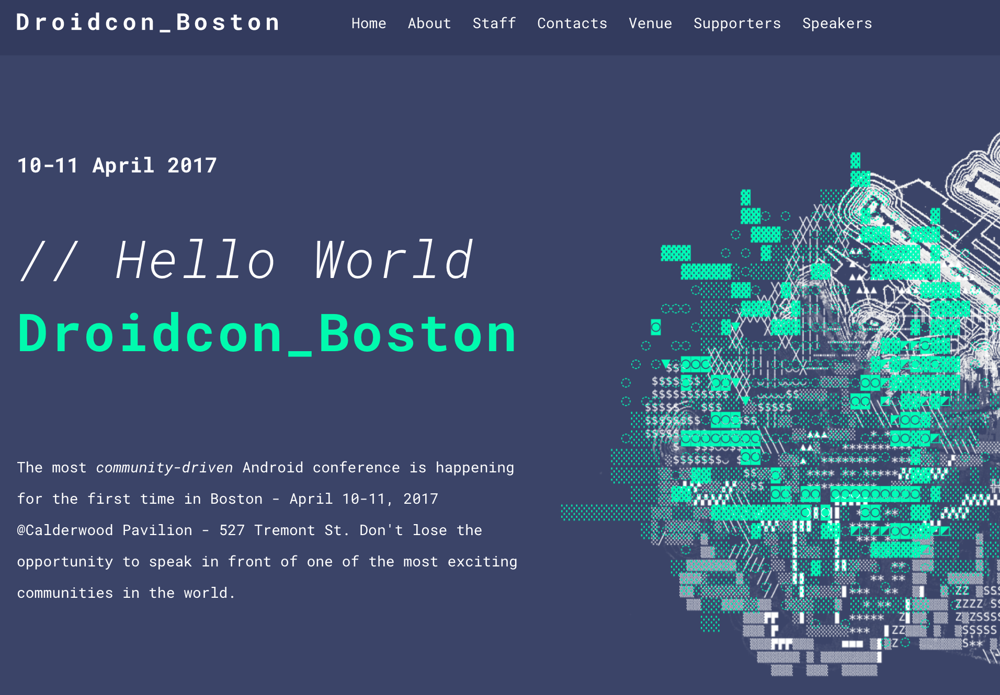 Droidcon_Boston
Home About Staff Contacts Venue Supporters Speakers
10-11 April 2017
// Hello World
Droidcon_Boston
The most community-driven Android conference is happening
for the first time in Boston - April 10-11, 2017
@Calderwood Pavilion - 527 Tremont St. Don't lose the
opportunity to speak in front of one of the most exciting
communities in the world.